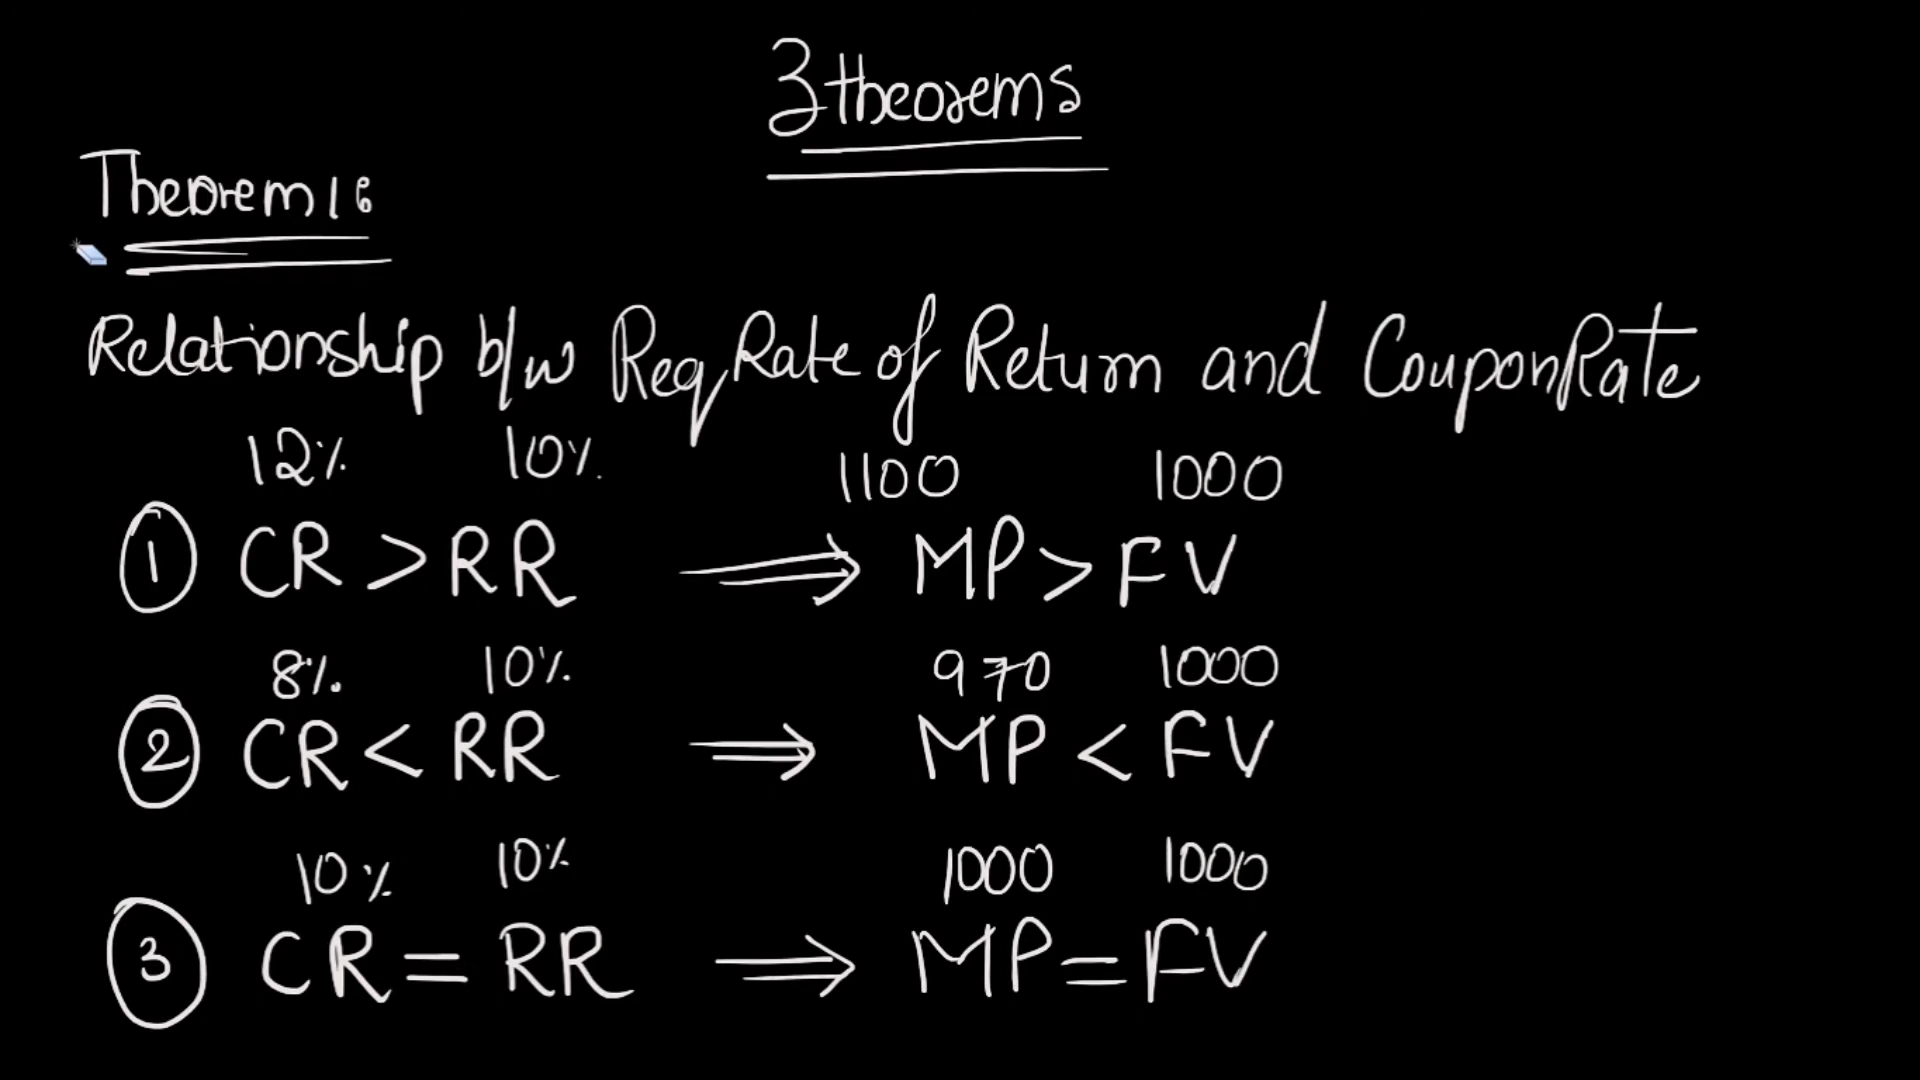 3 theorems
Theorem 1:
Relationship b/w Req Rate of Return and Coupon Rate
12% 10% 1100 1000
① CR > RR ⟹ MP > FV
8% 10% 970 1000
② CR < RR ⟹ MP < FV
10% 10% 1000 1000
③ CR = RR ⟹ MP = FV